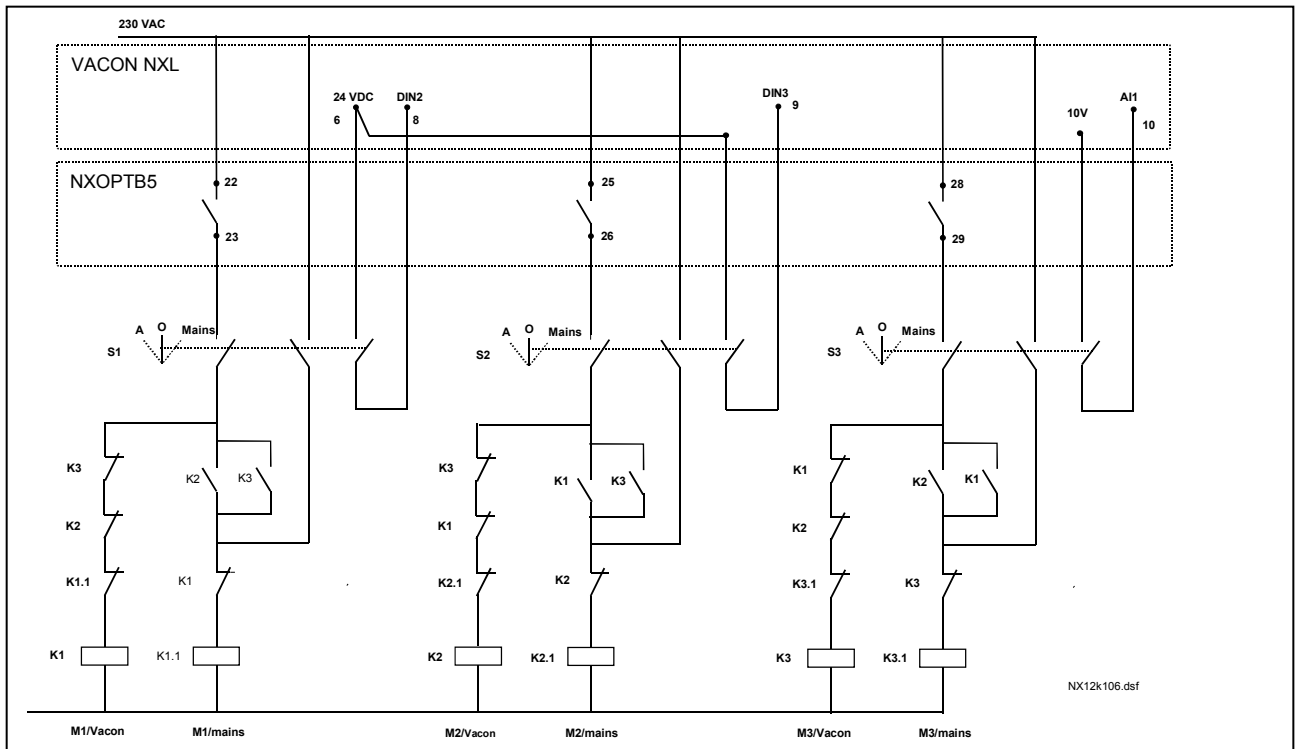 230 VAC
VACON NXL
24 VDC DIN2 DIN3 AI1
6 8 9 10V 10
NXOPTB5
22 25 28
23 26 29
A O Mains A O Mains A O Mains
S1 S2 S3
K3 K2 K3 K3 K1 K3 K1 K2 K1
K2 K1 K2
K1.1 K1 K2.1 K2 K3.1 K3
K1 K1.1 K2 K2.1 K3 K3.1
NX12k106.dsf
M1/Vacon M1/mains M2/Vacon M2/mains M3/Vacon M3/mains